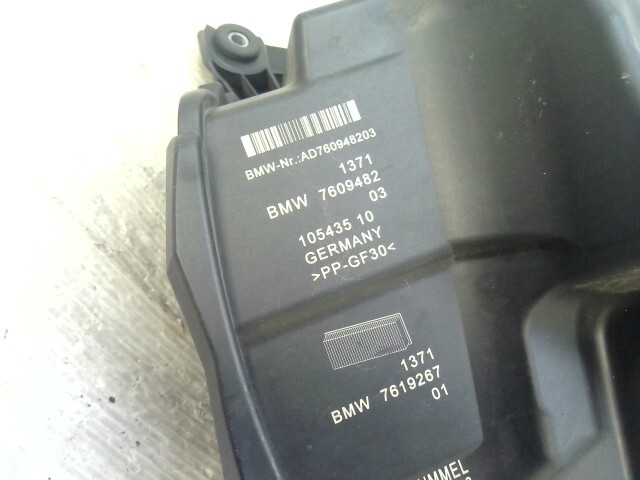 BMW-Nr.:AD760948203
1371
BMW 7609482
03
105435 10
GERMANY
>PP-GF30<
1371
BMW 7619267
01